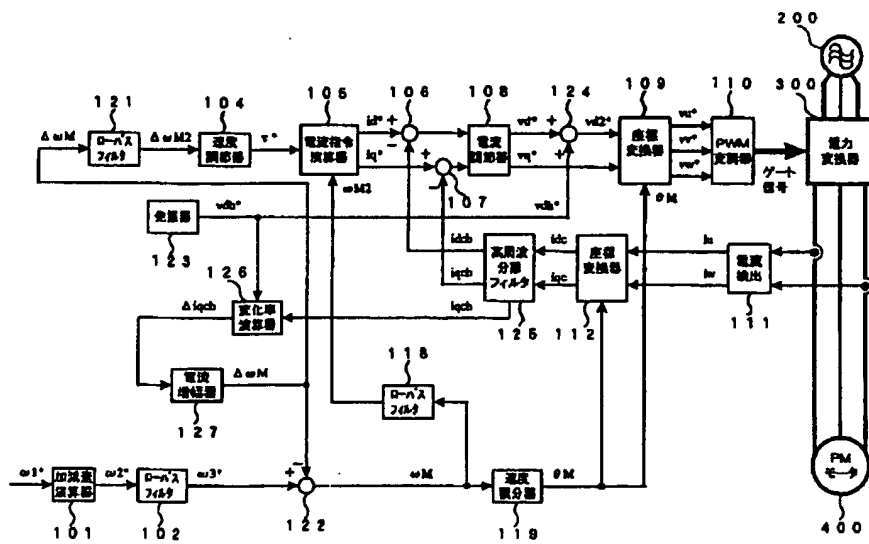 200
121
104
105
106
108
124
109
110
300
ΔωM
ローパス
フィルタ
ΔωM2
速度
調節器
τ*
電流指令
演算器
id*
iq*
+
−
+
−
107
電流
調節器
vd*
vq*
+
+
vd2*
座標
変換器
vu*
vv*
vw*
PWM
変調器
ゲート
信号
電力
変換器
ωM2
θM
発振器
123
vdh*
vdh*
126
変化率
演算器
Δiqch
idcb
iqcb
iqch
高周波
分離
フィルタ
125
idc
iqc
座標
変換器
112
iu
iw
電流
検出
111
電流
増幅器
127
ΔωM
118
ローパス
フィルタ
ω1*
加減速
演算器
101
ω2*
ローパス
フィルタ
102
ω3*
+
−
122
ωM
速度
積分器
119
θM
PM
モータ
400